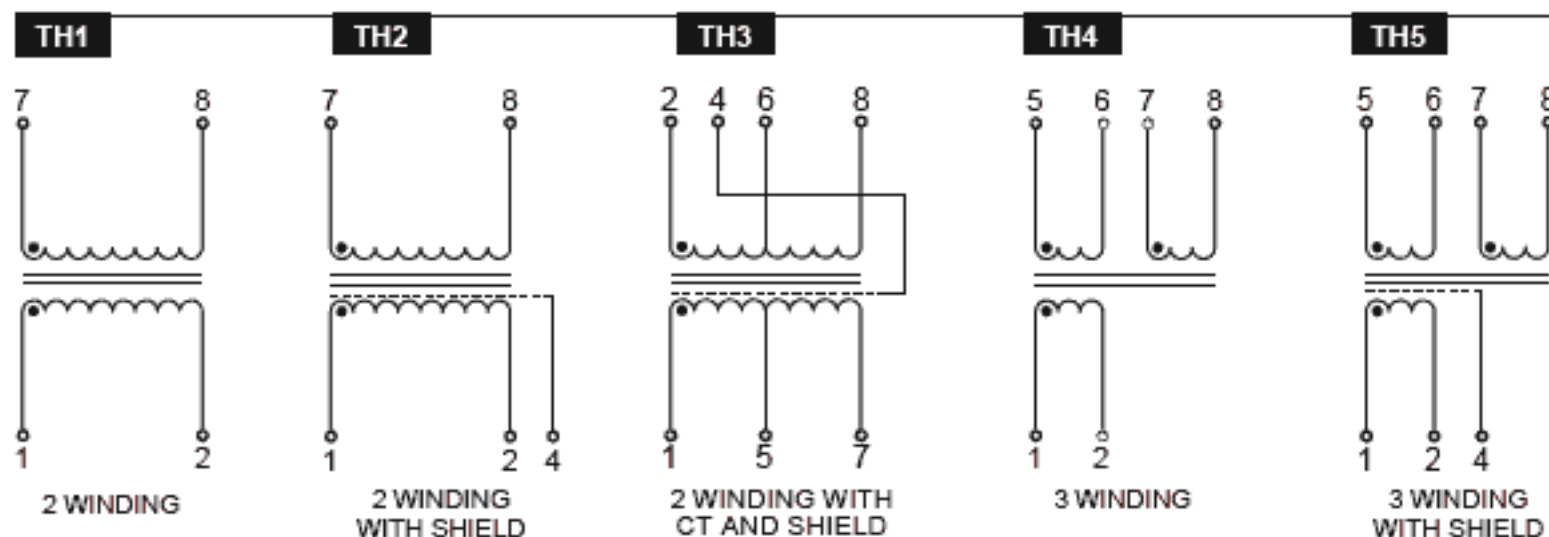 TH1 TH2 TH3 TH4 TH5
7 8 7 8 2 4 6 8 5 6 7 8 5 6 7 8
1 2 1 2 4 1 5 7 1 2 1 2 4
2 WINDING
2 WINDING
WITH SHIELD
2 WINDING WITH
CT AND SHIELD
3 WINDING
3 WINDING
WITH SHIELD